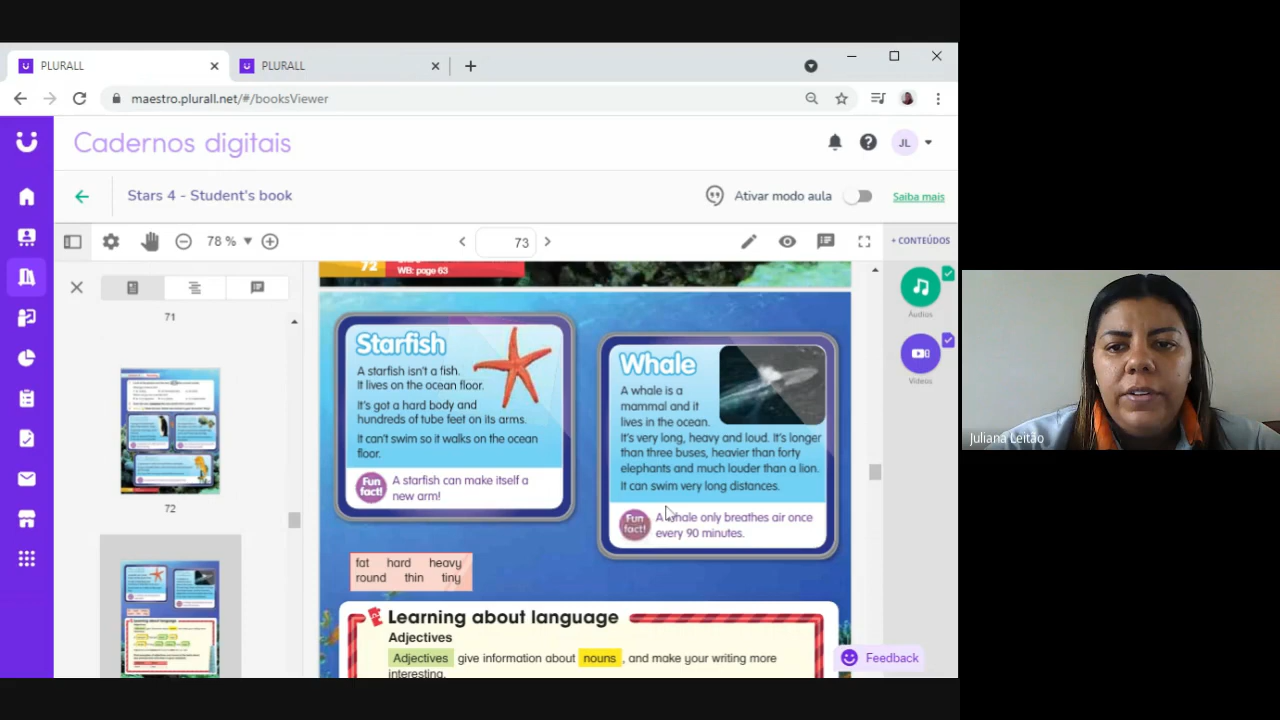 PLURALL
PLURALL
maestro.plurall.net/#/booksViewer
Cadernos digitais
JL
Stars 4 - Student's book
Ativar modo aula
Saiba mais
78 %
73
+ CONTEÚDOS
Áudios
Vídeos
71
72
72
WB: page 63
Starfish
A starfish isn't a fish.
It lives on the ocean floor.
It's got a hard body and
hundreds of tube feet on its arms.
It can't swim so it walks on the ocean
floor.
Fun
fact!
A starfish can make itself a
new arm!
Whale
A whale is a
mammal and it
lives in the ocean.
It's very long, heavy and loud. It's longer
than three buses, heavier than forty
elephants and much louder than a lion.
It can swim very long distances.
Fun
fact!
A whale only breathes air once
every 90 minutes.
fat hard heavy
round thin tiny
Learning about language
Adjectives
Adjectives give information about nouns, and make your writing more
interesting.
Feedback
Juliana Leitão